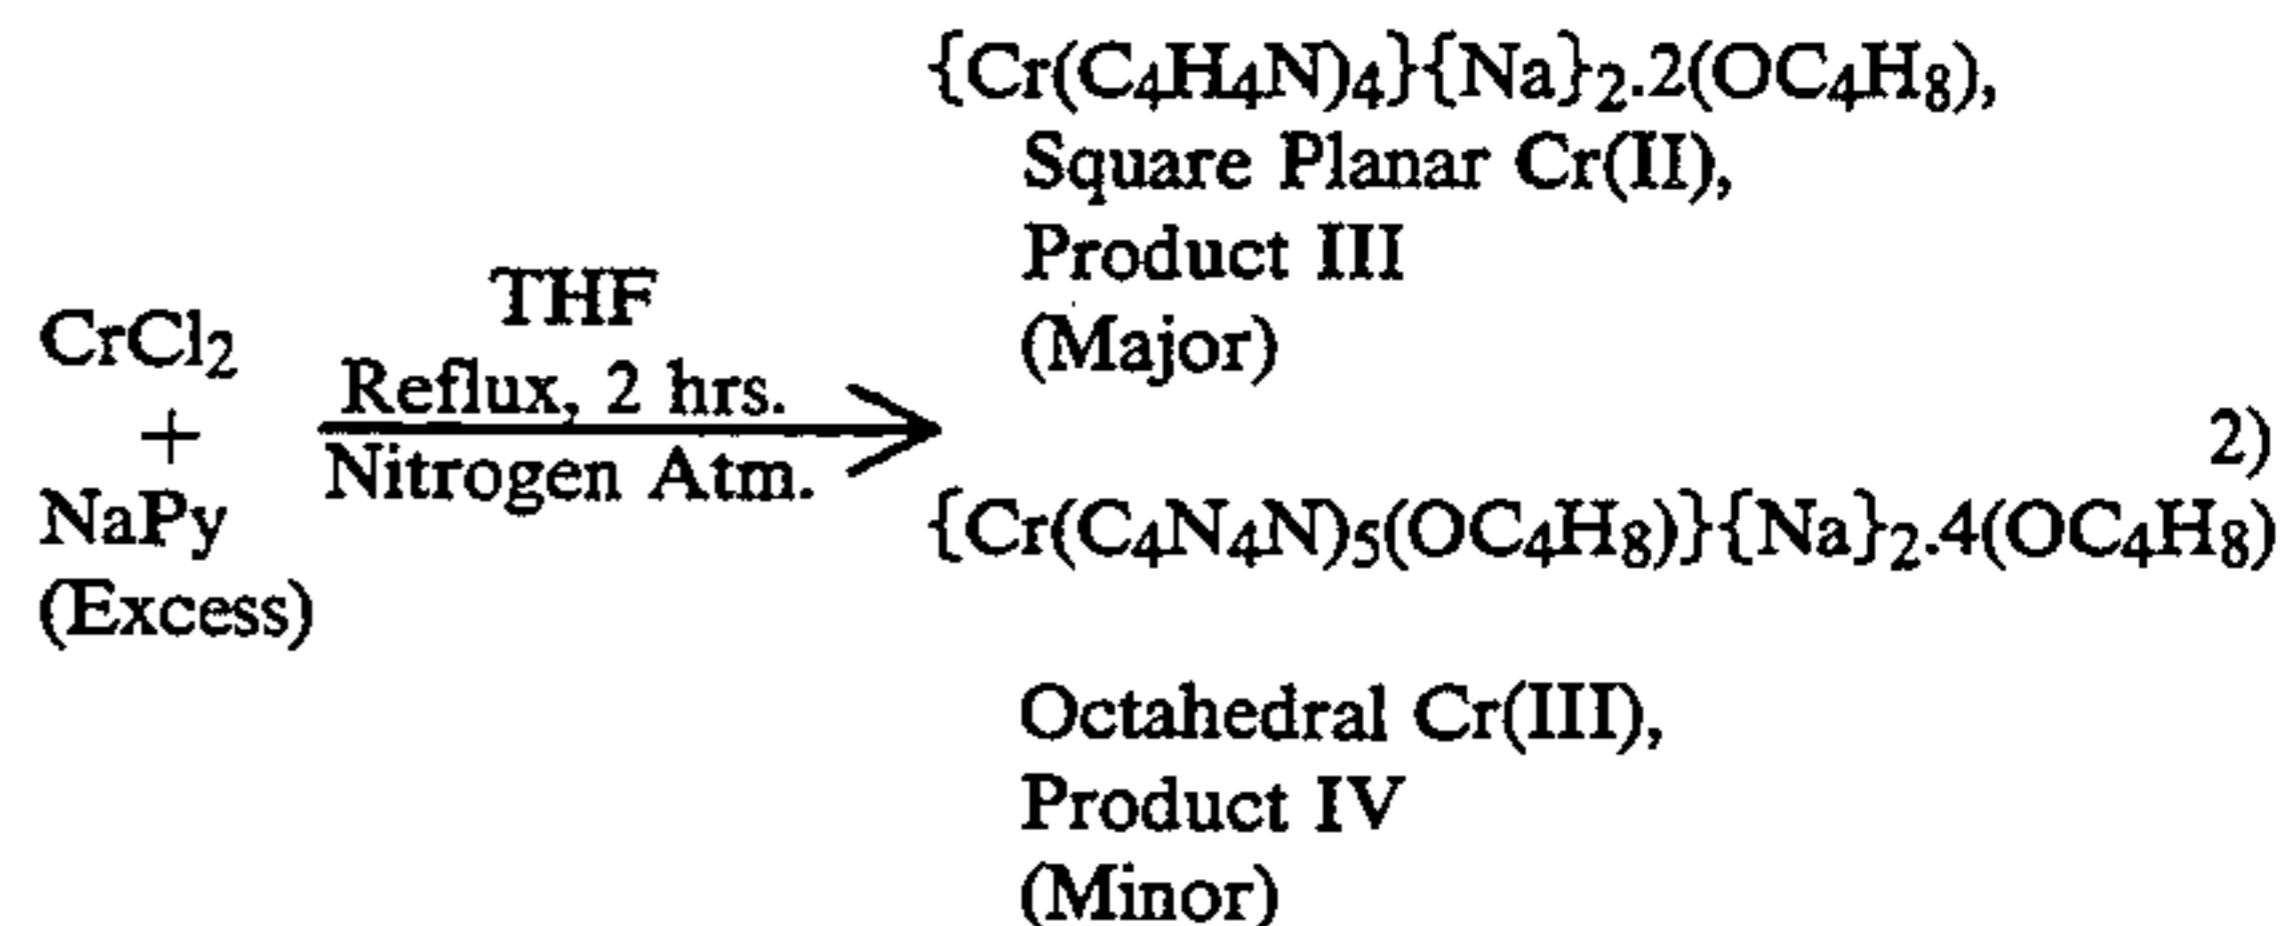 {Cr(C4H4N)4}{Na}2.2(OC4H8),
Square Planar Cr(II),
Product III
(Major)
CrCl2
+
NaPy
(Excess)
THF
Reflux, 2 hrs.
Nitrogen Atm.
2)
{Cr(C4N4N)5(OC4H8)}{Na}2.4(OC4H8)
Octahedral Cr(III),
Product IV
(Minor)